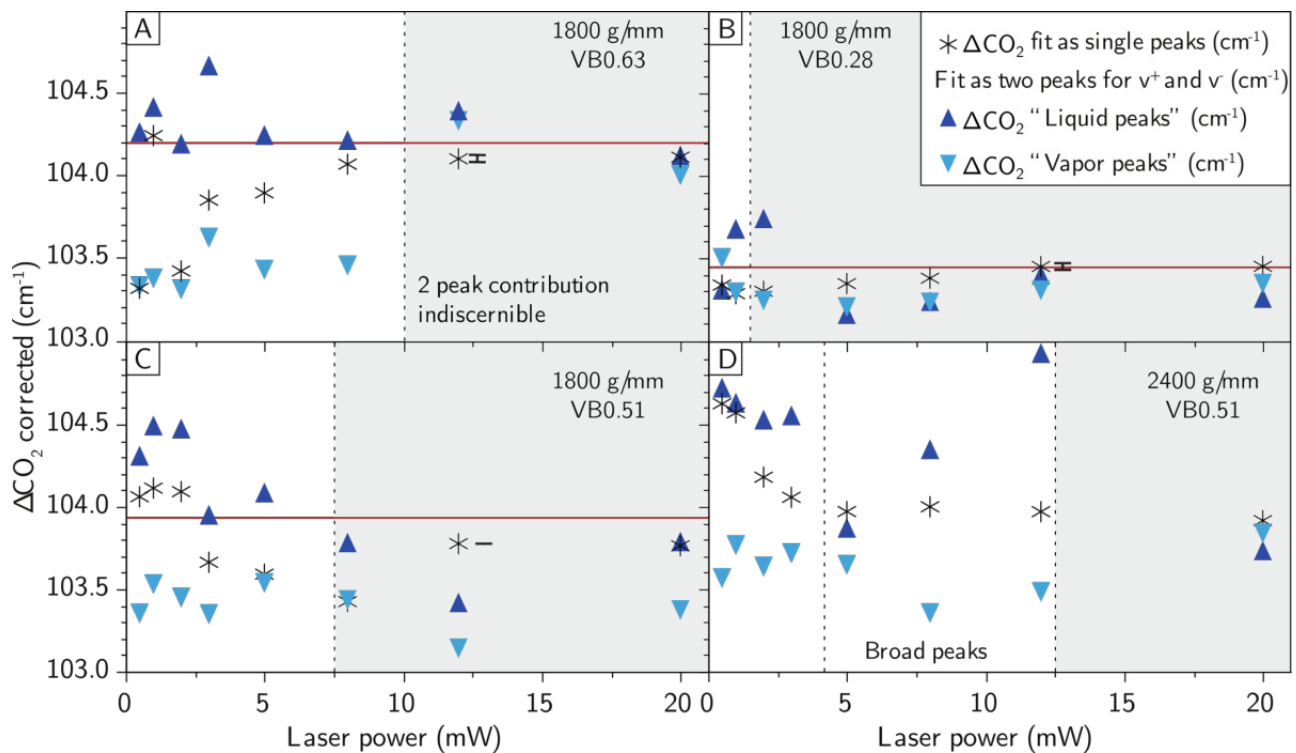 A
1800 g/mm
VB0.63
2 peak contribution
indiscernible
B
1800 g/mm
VB0.28
ΔCO₂ fit as single peaks (cm⁻¹)
Fit as two peaks for v⁺ and v⁻ (cm⁻¹)
ΔCO₂ “Liquid peaks” (cm⁻¹)
ΔCO₂ “Vapor peaks” (cm⁻¹)
104.5
104.0
103.5
103.0
ΔCO₂ corrected (cm⁻¹)
C
1800 g/mm
VB0.51
D
2400 g/mm
VB0.51
Broad peaks
104.5
104.0
103.5
103.0
0 5 10 15 20
0 5 10 15 20
Laser power (mW)
Laser power (mW)